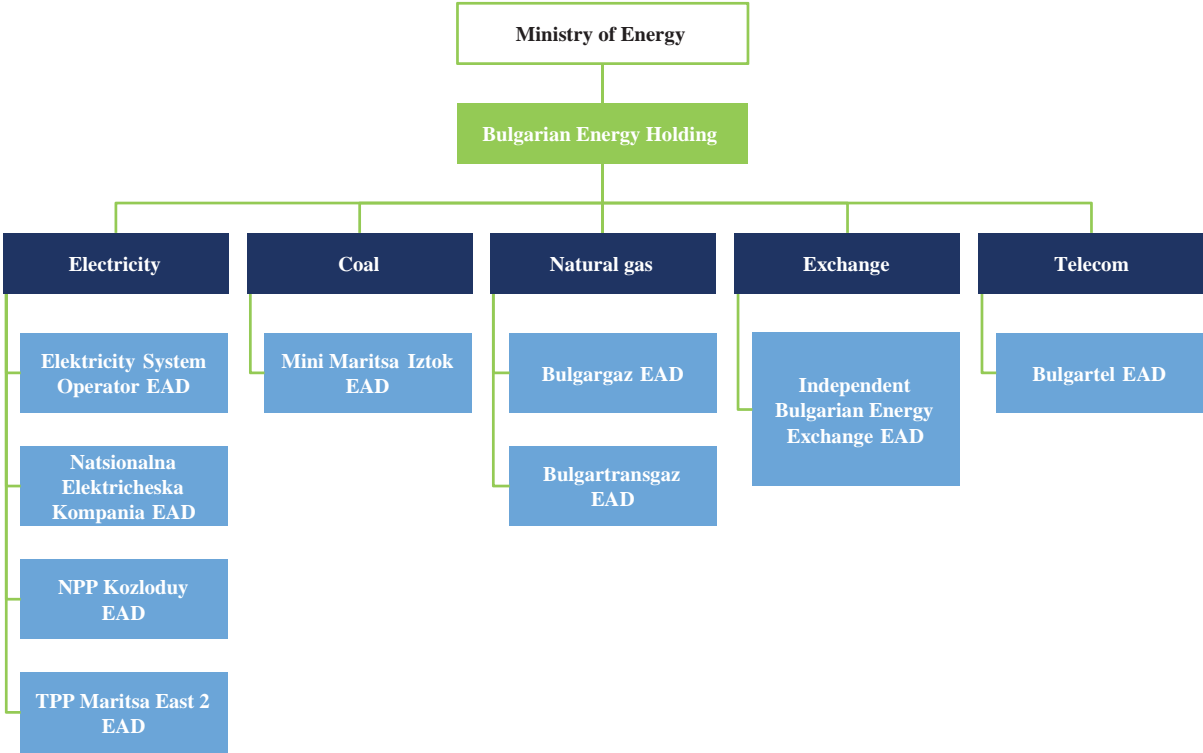 Ministry of Energy
Bulgarian Energy Holding
Electricity
Coal
Natural gas
Exchange
Telecom
Elektricity System
Operator EAD
Natsionalna
Elektricheska
Kompania EAD
NPP Kozloduy
EAD
TPP Maritsa East 2
EAD
Mini Maritsa Iztok
EAD
Bulgargaz EAD
Bulgartransgaz
EAD
Independent
Bulgarian Energy
Exchange EAD
Bulgartel EAD